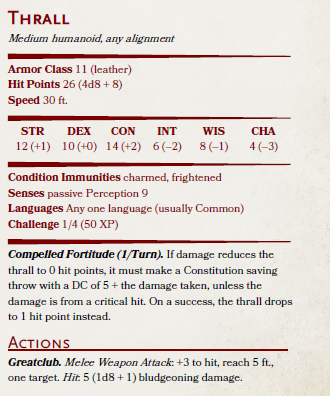 THRALL
Medium humanoid, any alignment
Armor Class 11 (leather)
Hit Points 26 (4d8 + 8)
Speed 30 ft.
STR DEX CON INT WIS CHA
12 (+1) 10 (+0) 14 (+2) 6 (–2) 8 (–1) 4 (–3)
Condition Immunities charmed, frightened
Senses passive Perception 9
Languages Any one language (usually Common)
Challenge 1/4 (50 XP)
Compelled Fortitude (1/Turn). If damage reduces the
thrall to 0 hit points, it must make a Constitution saving
throw with a DC of 5 + the damage taken, unless the
damage is from a critical hit. On a success, the thrall drops
to 1 hit point instead.
ACTIONS
Greatclub. Melee Weapon Attack: +3 to hit, reach 5 ft.,
one target. Hit: 5 (1d8 + 1) bludgeoning damage.